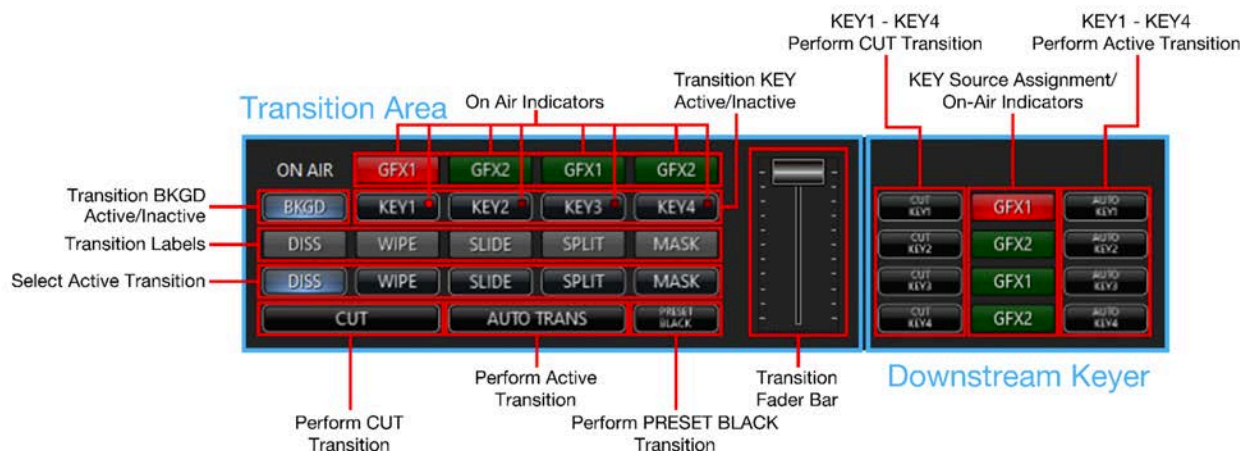 KEY1 - KEY4
Perform CUT Transition
KEY1 - KEY4
Perform Active Transition
Transition KEY
Active/Inactive
KEY Source Assignment/
On-Air Indicators
Transition Area
On Air Indicators
ON AIR GFX1 GFX2 GFX1 GFX2
Transition BKGD
Active/Inactive
BKGD KEY1 KEY2 KEY3 KEY4
Transition Labels
DISS WIPE SLIDE SPLIT MASK
Select Active Transition
DISS WIPE SLIDE SPLIT MASK
CUT AUTO TRANS PRESET
BLACK
CUT
KEY1
GFX1
AUTO
KEY1
CUT
KEY2
GFX2
AUTO
KEY2
CUT
KEY3
GFX1
AUTO
KEY3
CUT
KEY4
GFX2
AUTO
KEY4
Perform CUT
Transition
Perform Active
Transition
Perform PRESET BLACK
Transition
Transition
Fader Bar
Downstream Keyer